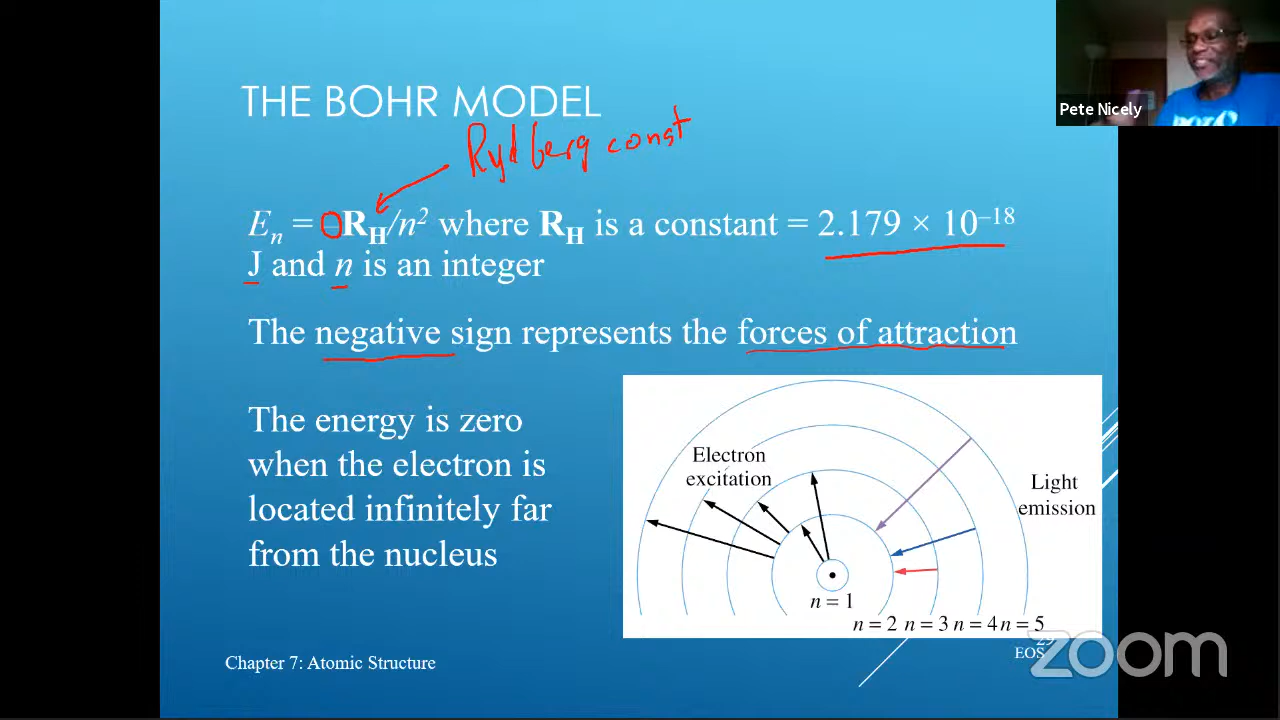 THE BOHR MODEL
Rydberg const
Eₙ = –R_H/n² where R_H is a constant = 2.179 × 10⁻¹⁸
J and n is an integer
The negative sign represents the forces of attraction
The energy is zero
when the electron is
located infinitely far
from the nucleus
Electron
excitation
Light
emission
n = 1
n = 2 n = 3 n = 4 n = 5
Chapter 7: Atomic Structure
EOS
zoom
Pete Nicely